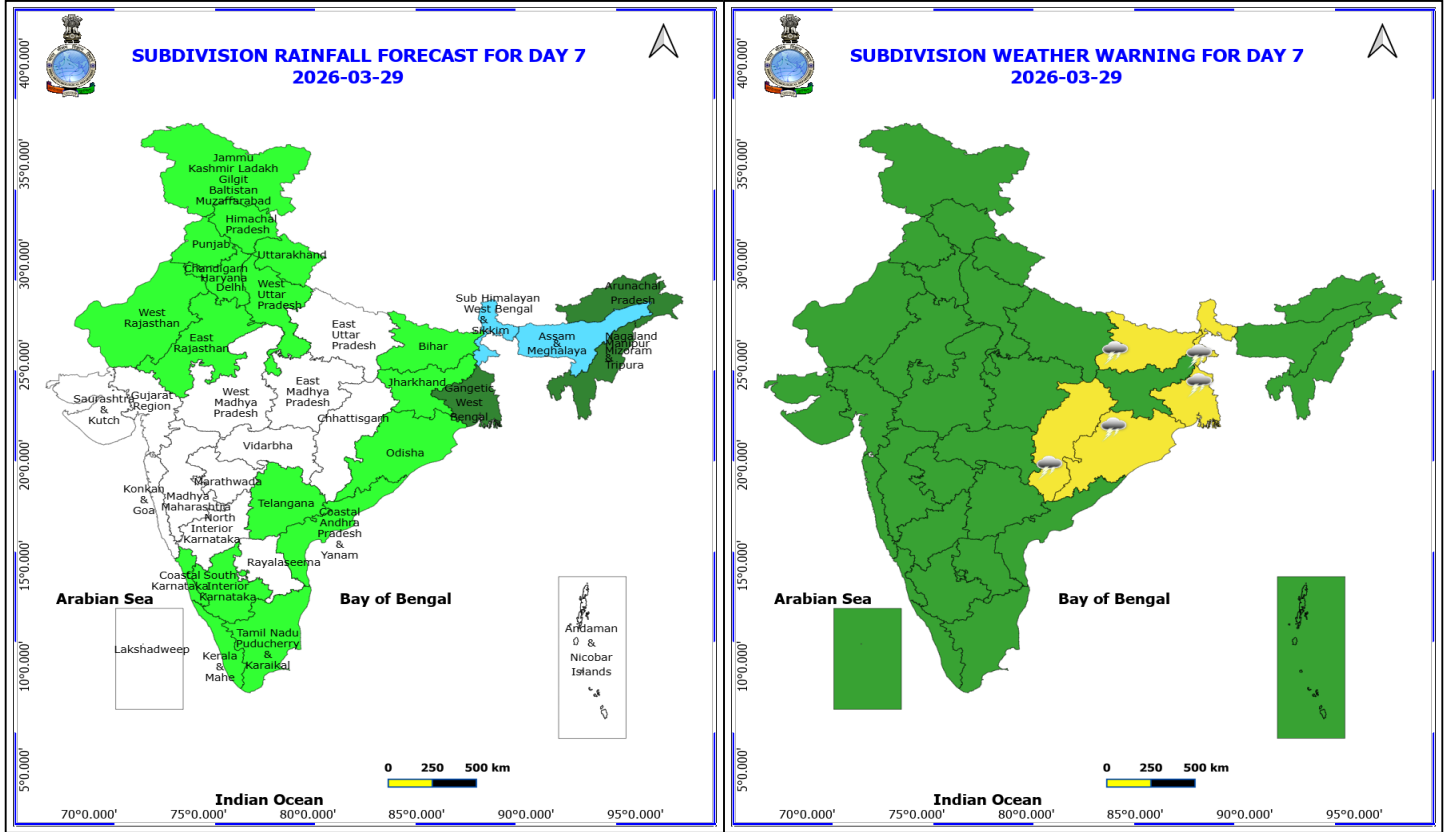 SUBDIVISION RAINFALL FORECAST FOR DAY 7
2026-03-29
40°0.000'
35°0.000'
30°0.000'
25°0.000'
20°0.000'
15°0.000'
10°0.000'
5°0.000'
Jammu
Kashmir Ladakh
Gilgit
Baltistan
Muzaffarabad
Himachal
Pradesh
Punjab
Uttarakhand
Chandigarh
Haryana
Delhi
West
Uttar
Pradesh
West
Rajasthan
East
Rajasthan
East
Uttar
Pradesh
Bihar
Sub Himalayan
West Bengal
&
Sikkim
Assam
&
Meghalaya
Arunachal
Pradesh
Nagaland
Manipur
Mizoram
&
Tripura
Jharkhand
Gangetic
West
Bengal
Saurashtra
&
Kutch
Gujarat
Region
West
Madhya
Pradesh
East
Madhya
Pradesh
Chhattisgarh
Vidarbha
Odisha
Konkan
&
Goa
Madhya
Maharashtra
Marathwada
Telangana
North
Interior
Karnataka
Coastal
Andhra
Pradesh
&
Yanam
Rayalaseema
Coastal
Karnataka
South
Interior
Karnataka
Tamil Nadu
Puducherry
&
Karaikal
Kerala
&
Mahe
Arabian Sea
Lakshadweep
Bay of Bengal
Andaman
&
Nicobar
Islands
0 250 500 km
Indian Ocean
70°0.000' 75°0.000' 80°0.000' 85°0.000' 90°0.000' 95°0.000'
SUBDIVISION WEATHER WARNING FOR DAY 7
2026-03-29
40°0.000'
35°0.000'
30°0.000'
25°0.000'
20°0.000'
15°0.000'
10°0.000'
5°0.000'
Arabian Sea
Bay of Bengal
0 250 500 km
Indian Ocean
70°0.000' 75°0.000' 80°0.000' 85°0.000' 90°0.000' 95°0.000'